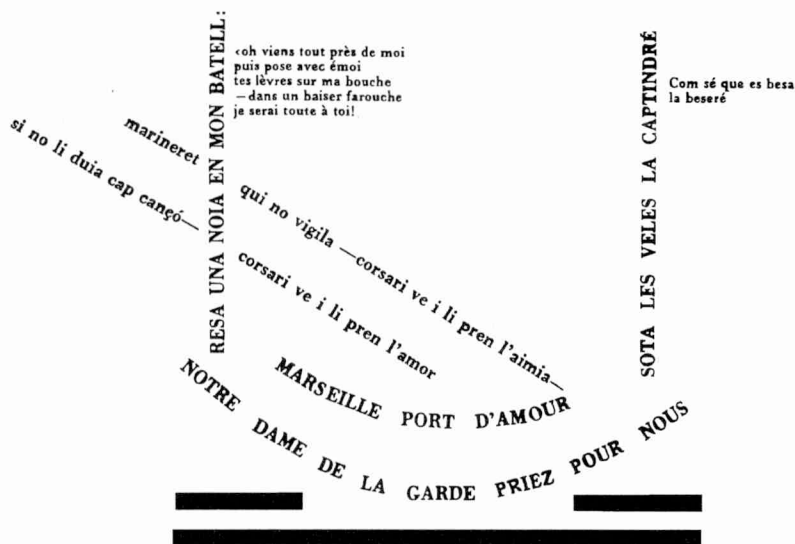 RESA UNA NOIA EN MON BATELL:
‹oh viens tout près de moi
puis pose avec émoi
tes lèvres sur ma bouche
—dans un baiser farouche
je serai toute à toi!
SOTA LES VELES LA CAPTINDRÉ
Com sé que es besa
la beseré
marineret qui no vigila —corsari ve i li pren l'aimia—
si no li duia cap cançó— corsari ve i li pren l'amor
MARSEILLE PORT D'AMOUR
NOTRE DAME DE LA GARDE PRIEZ POUR NOUS